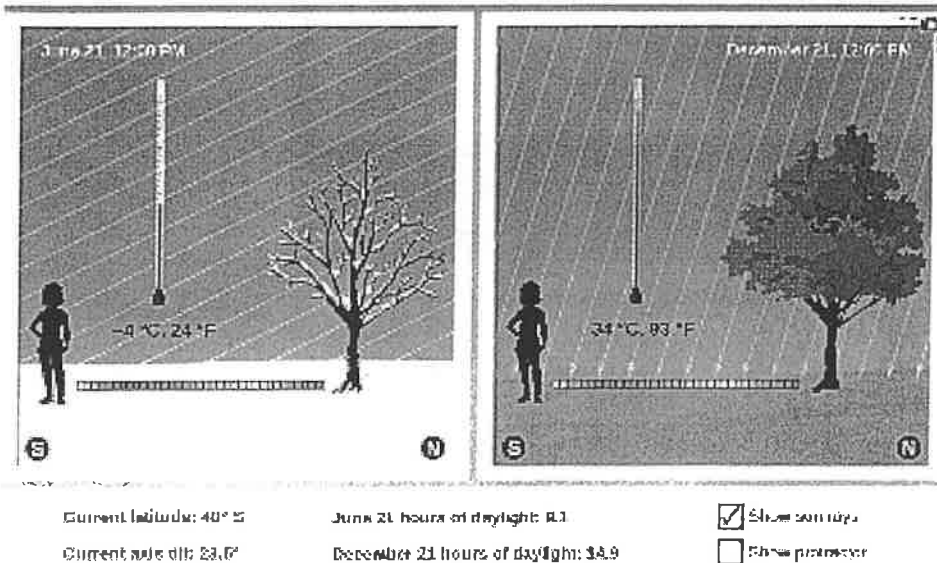 June 21, 12:00 PM
December 21, 12:00 PM
−4 °C, 24 °F
34 °C, 93 °F
S
N
S
N
Current latitude: 40° S
June 21 hours of daylight: 9.1
Show sun rays
Current axis tilt: 23.5°
December 21 hours of daylight: 14.9
Show protractor